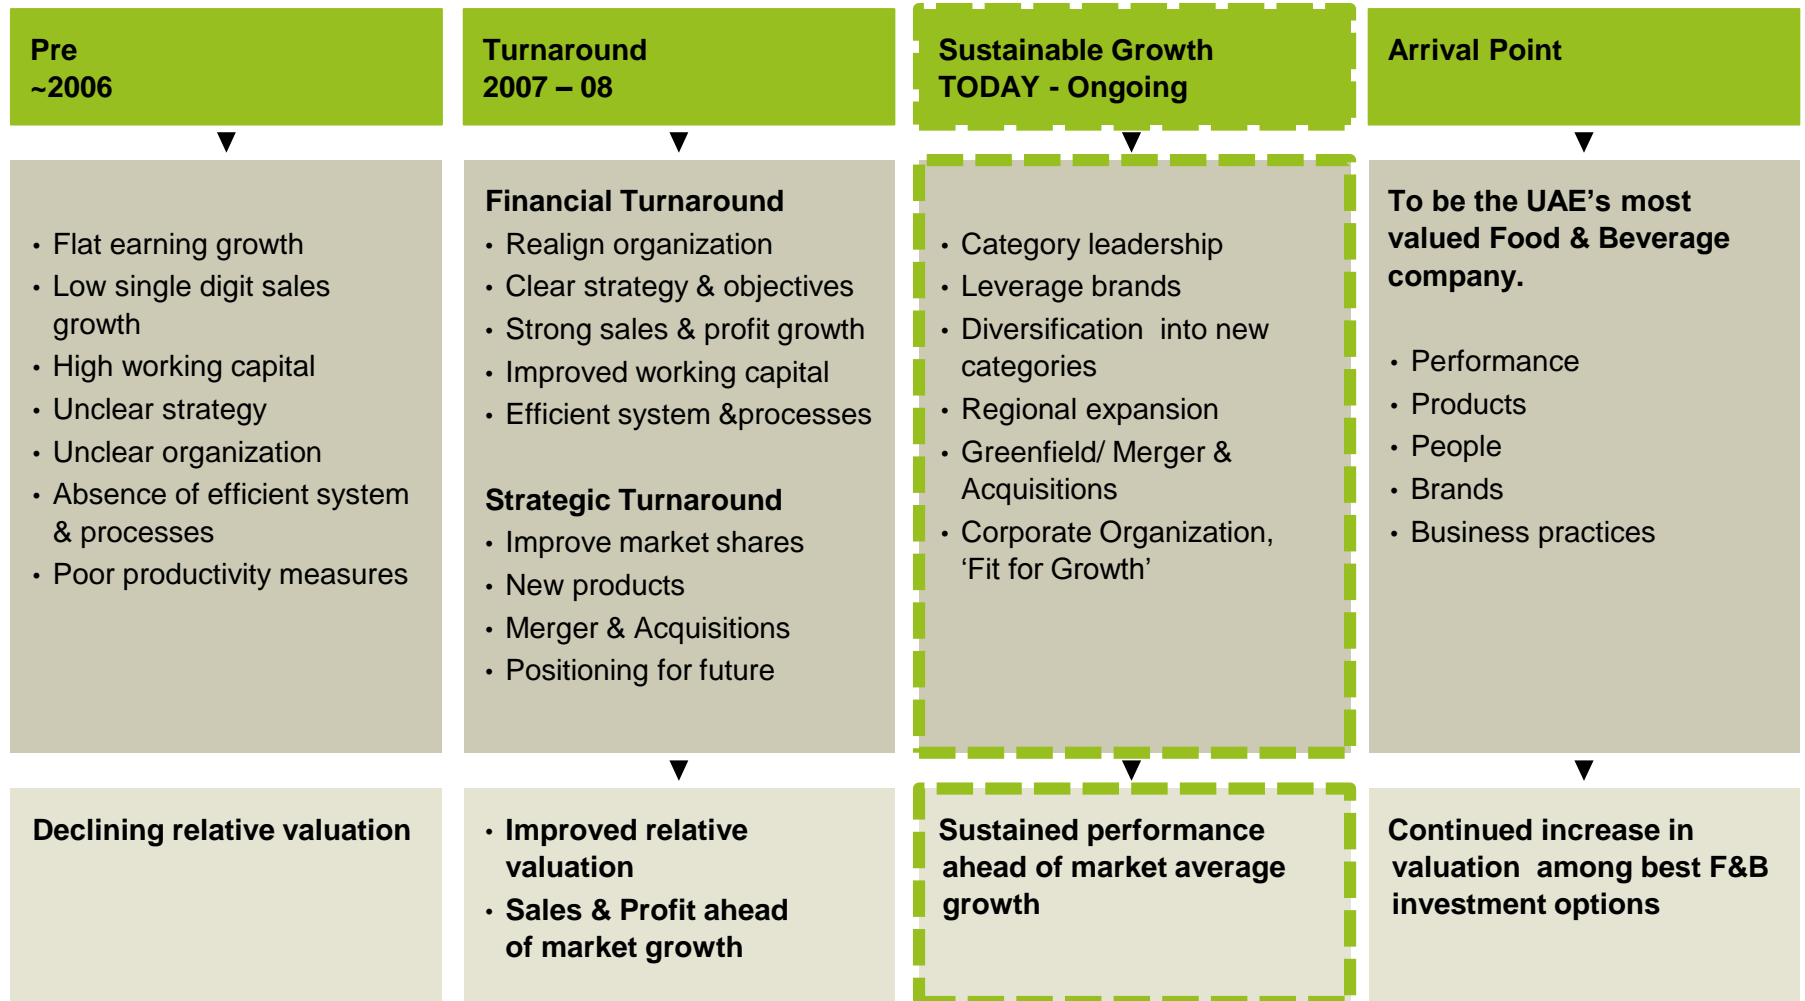 Pre
~2006
Turnaround
2007 – 08
Sustainable Growth
TODAY - Ongoing
Arrival Point
• Flat earning growth
• Low single digit sales
growth
• High working capital
• Unclear strategy
• Unclear organization
• Absence of efficient system
& processes
• Poor productivity measures
Financial Turnaround
• Realign organization
• Clear strategy & objectives
• Strong sales & profit growth
• Improved working capital
• Efficient system &processes
Strategic Turnaround
• Improve market shares
• New products
• Merger & Acquisitions
• Positioning for future
• Category leadership
• Leverage brands
• Diversification  into new
categories
• Regional expansion
• Greenfield/ Merger &
Acquisitions
• Corporate Organization,
‘Fit for Growth’
To be the UAE’s most
valued Food & Beverage
company.
• Performance
• Products
• People
• Brands
• Business practices
Declining relative valuation
• Improved relative
valuation
• Sales & Profit ahead
of market growth
Sustained performance
ahead of market average
growth
Continued increase in
valuation  among best F&B
investment options